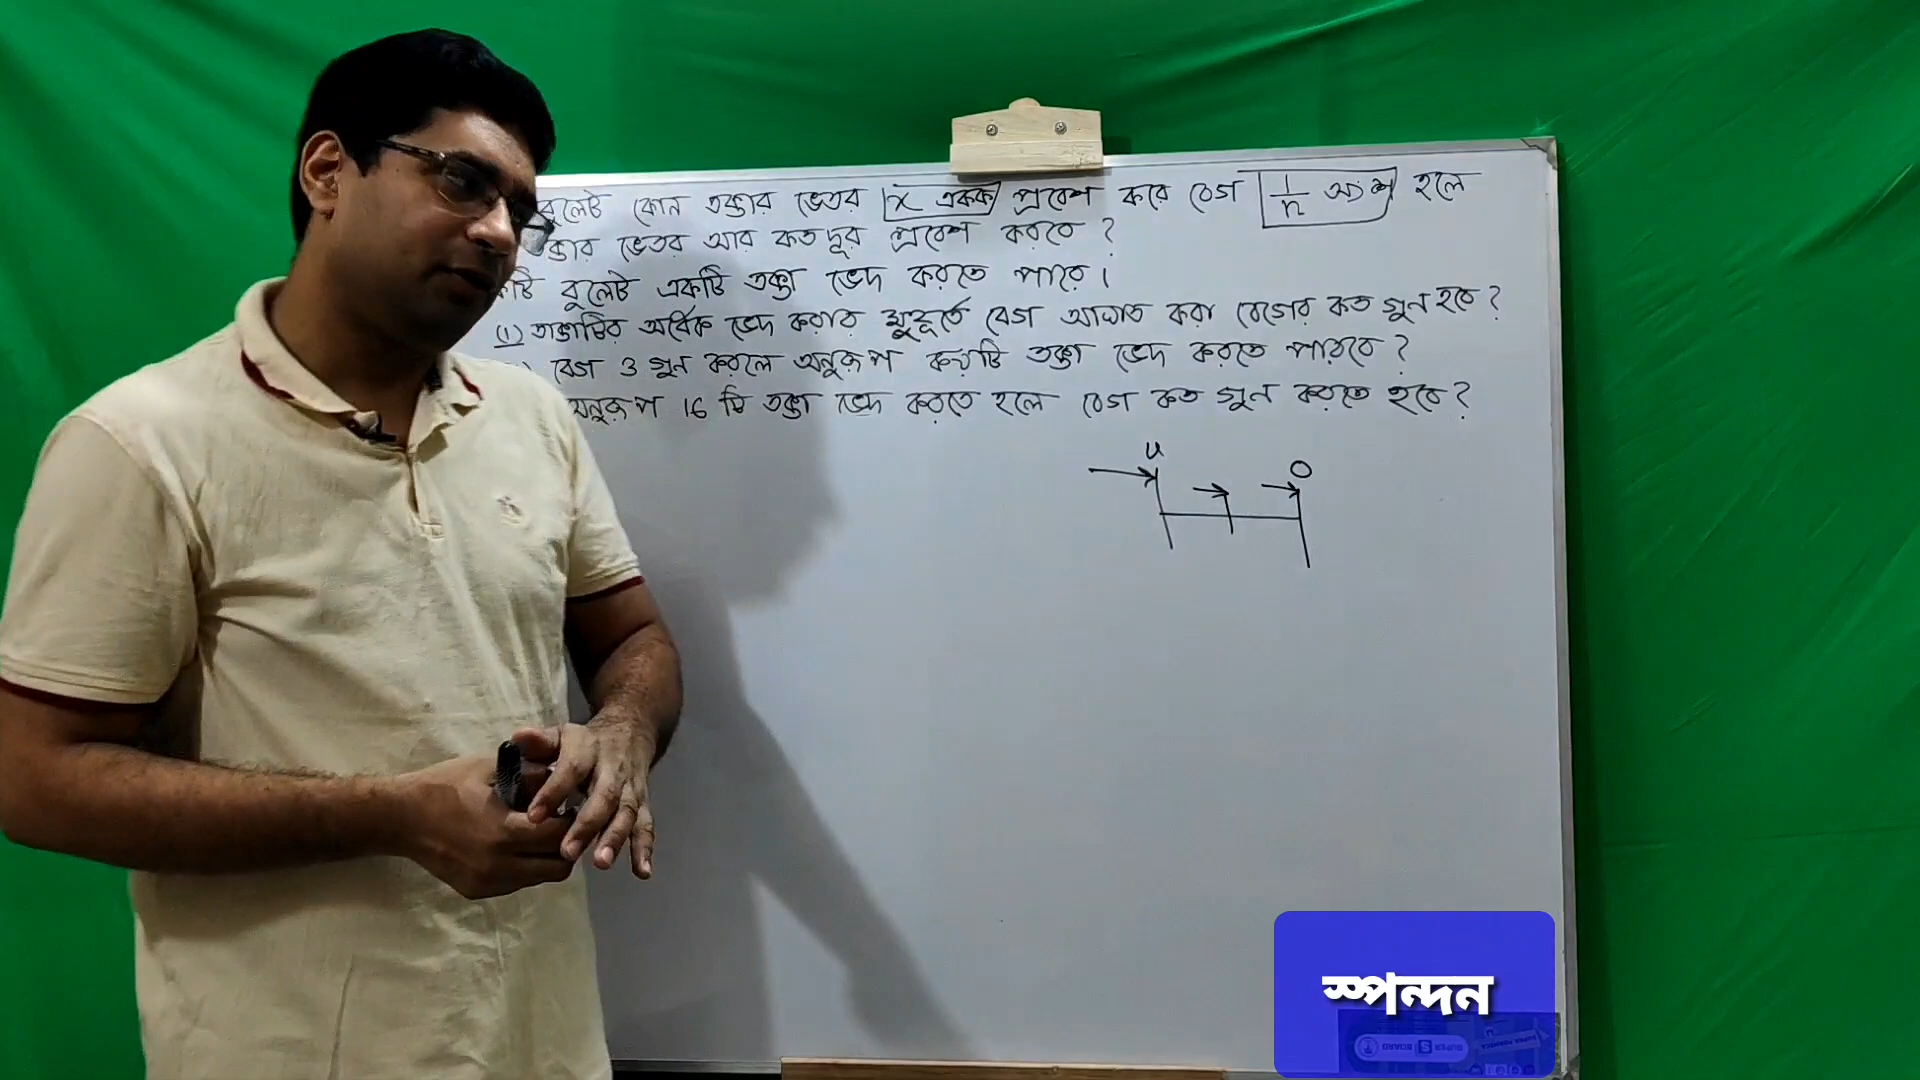 বুলেট কোন তক্তার ভেতর x একক প্রবেশ করে বেগ 1/n অংশ হলে
তক্তার ভেতর আর কতদূর প্রবেশ করবে ?
বুলেট একটি তক্তা ভেদ করতে পারে ।
(i) তক্তাটির অর্ধেক ভেদ করার মুহূর্তে বেগ আঘাত করা বেগের কত গুন হবে ?
) বেগ 3 গুন করলে অনুরূপ কয়টি তক্তা ভেদ করতে পারবে ?
অনুরূপ 16 টি তক্তা ভেদ করতে হলে বেগ কত গুন করতে হবে ?
u
0
স্পন্দন
SUPER S BOARD